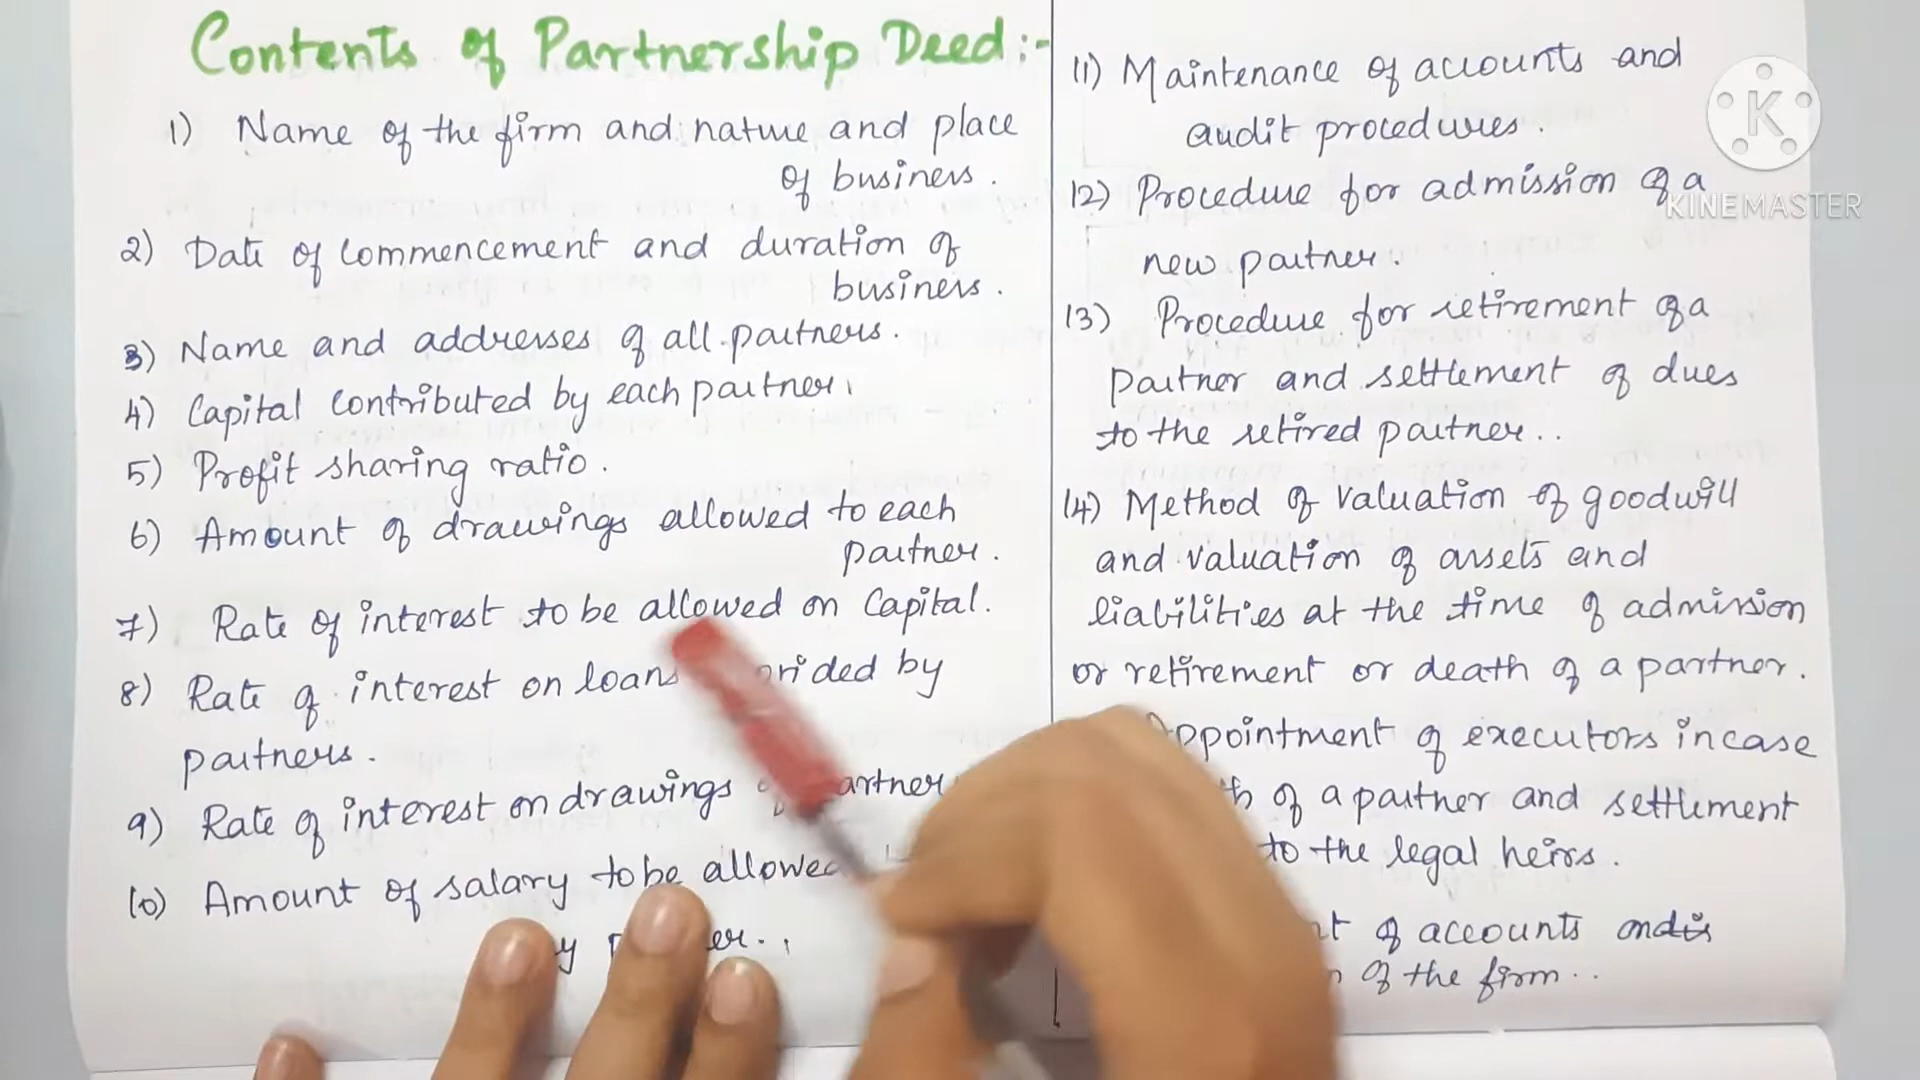 Contents of Partnership Deed:-
1) Name of the firm and nature and place
of business.
2) Date of commencement and duration of
business.
3) Name and addresses of all partners.
4) Capital contributed by each partner.
5) Profit sharing ratio.
6) Amount of drawings allowed to each
partner.
7) Rate of interest to be allowed on Capital.
8) Rate of interest on loans by
partners.
9) Rate of interest on drawings
10) Amount of salary to be allowed
11) Maintenance of accounts and
audit procedures.
12) Procedure for admission of a
new partner.
13) Procedure for retirement of a
partner and settlement of dues
to the retired partner..
14) Method of valuation of goodwill
and valuation of assets and
liabilities at the time of admission
or retirement or death of a partner.
Appointment of executors incase
of a partner and settlement
to the legal heirs.
of accounts and
of the firm..
K
KINEMASTER